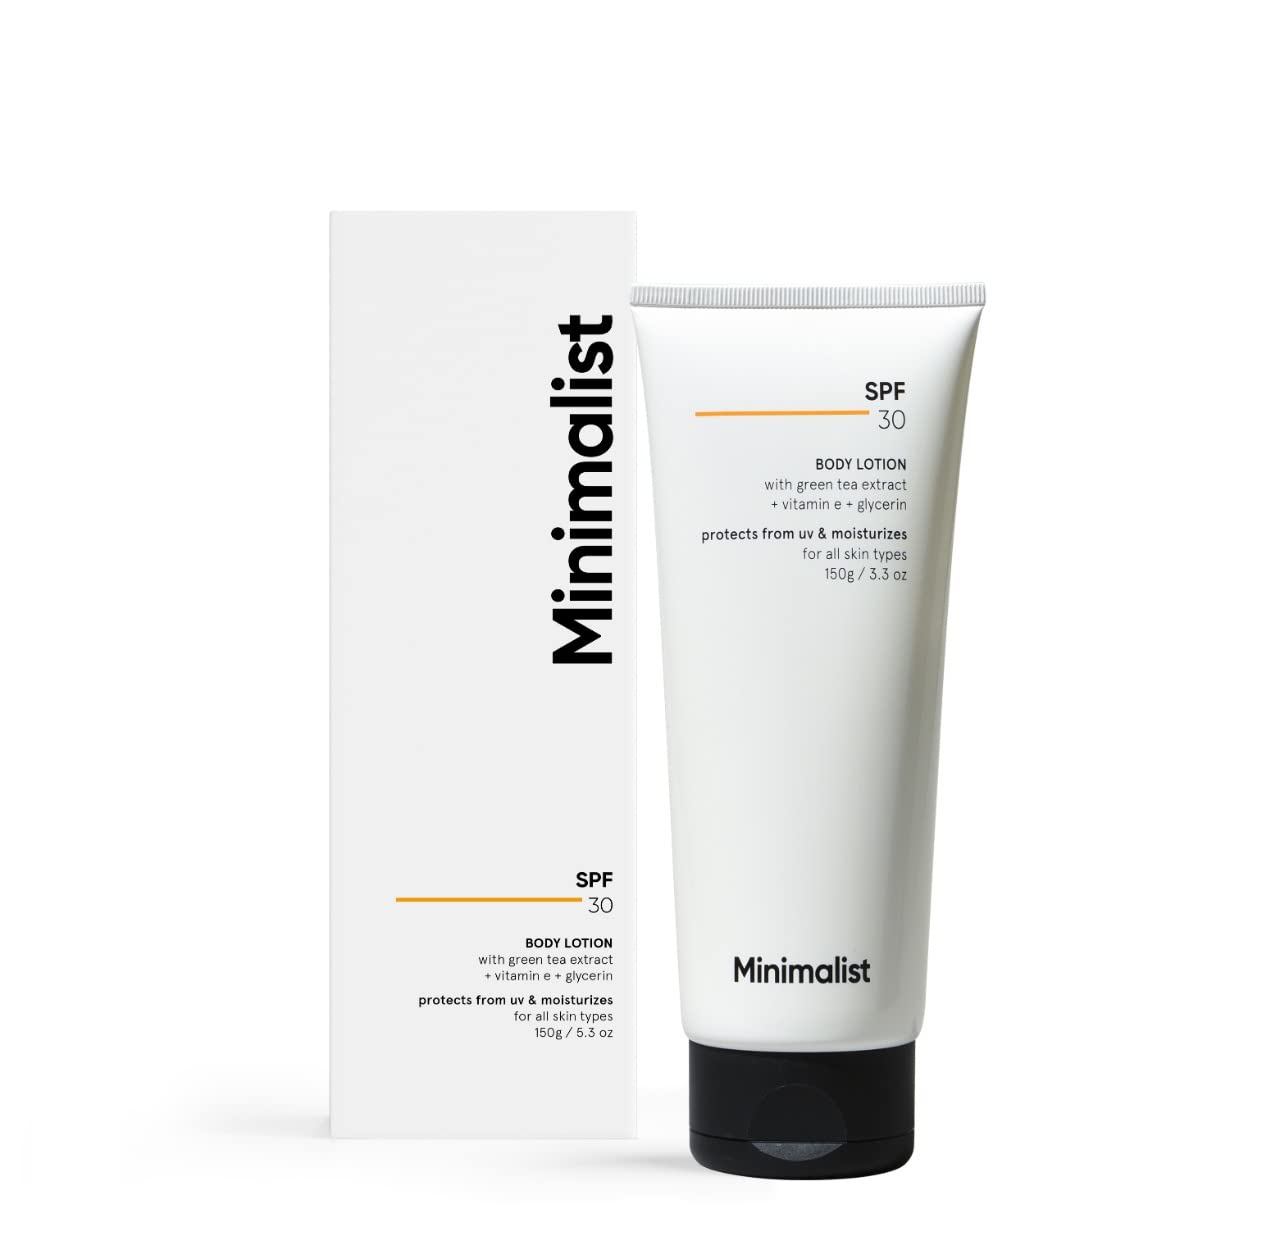 Minimalist
SPF
30
BODY LOTION
with green tea extract
+ vitamin e + glycerin
protects from uv & moisturizes
for all skin types
150g / 5.3 oz
SPF
30
BODY LOTION
with green tea extract
+ vitamin e + glycerin
protects from uv & moisturizes
for all skin types
150g / 3.3 oz
Minimalist